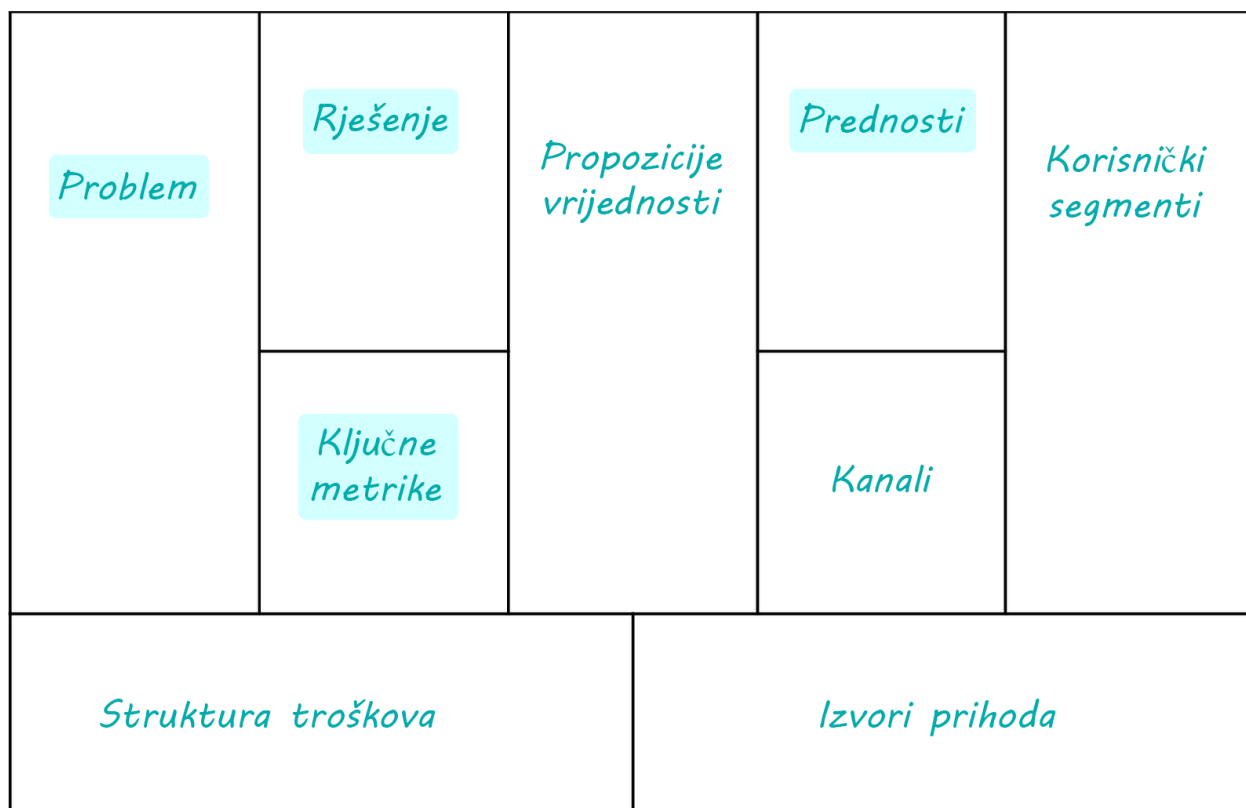 Problem
Rješenje
Ključne
metrike
Propozicije
vrijednosti
Prednosti
Kanali
Korisnički
segmenti
Struktura troškova
Izvori prihoda